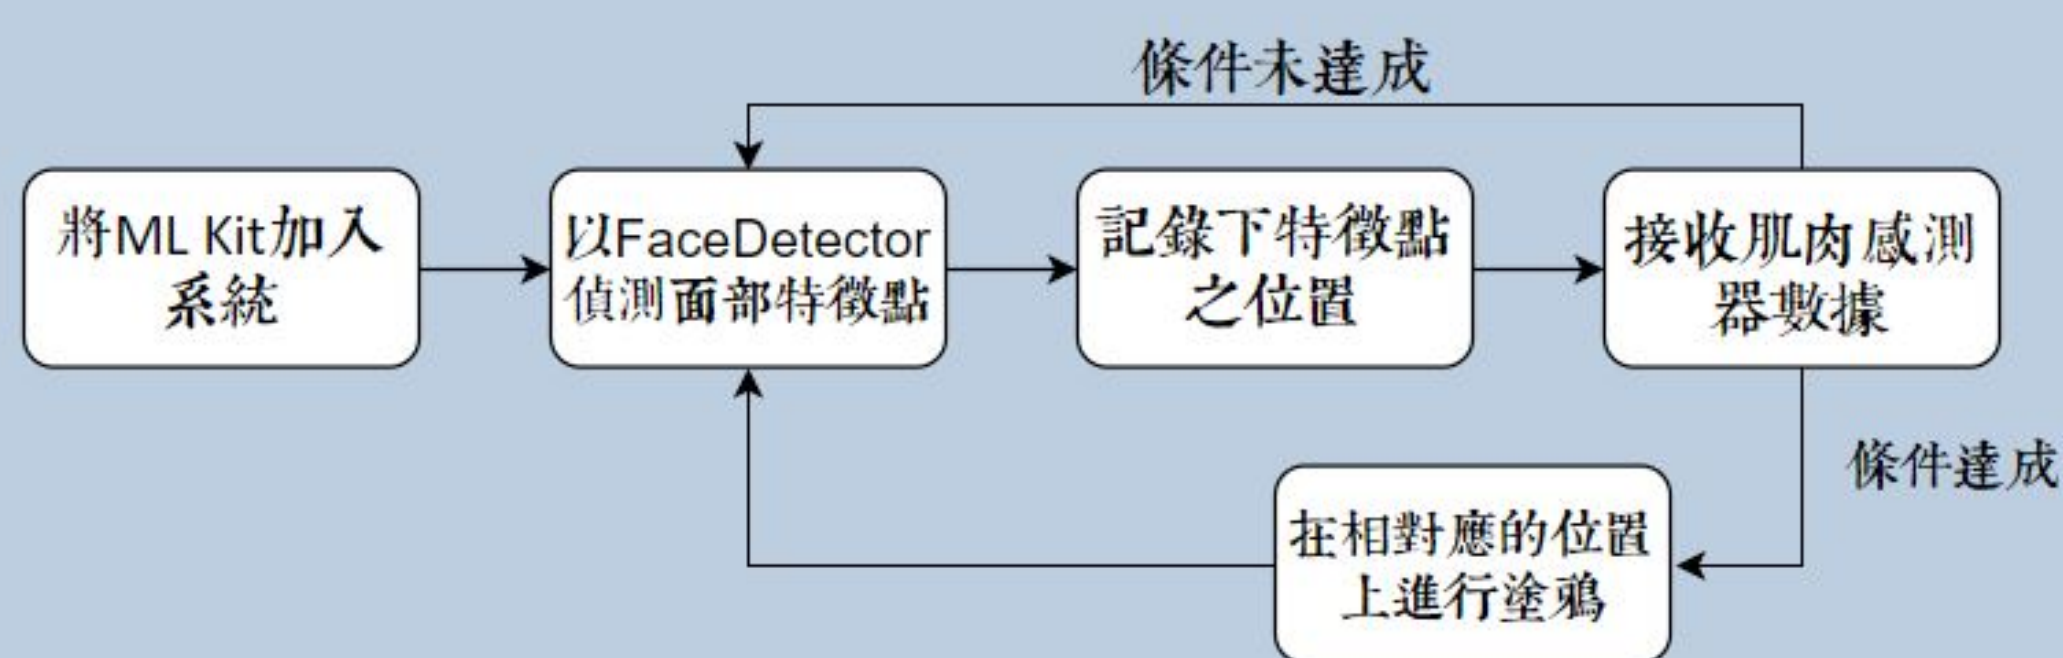 條件未達成
將ML Kit加入
系統
以FaceDetector
偵測面部特徵點
記錄下特徵點
之位置
接收肌肉感測
器數據
條件達成
在相對應的位置
上進行塗鴉